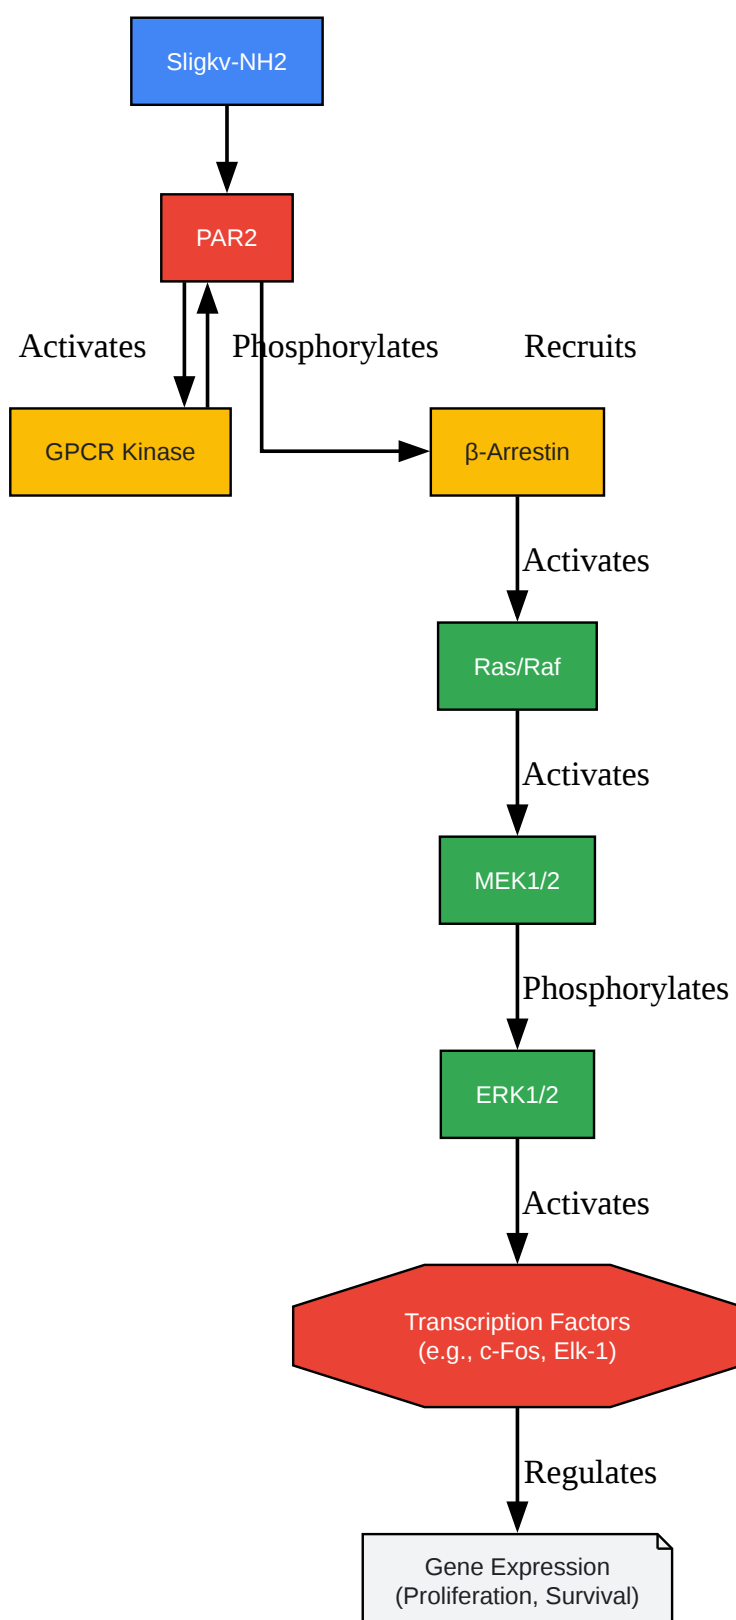 Sligkv-NH2
PAR2
Activates
Phosphorylates
Recruits
GPCR Kinase
β-Arrestin
Activates
Ras/Raf
Activates
MEK1/2
Phosphorylates
ERK1/2
Activates
Transcription Factors
(e.g., c-Fos, Elk-1)
Regulates
Gene Expression
(Proliferation, Survival)